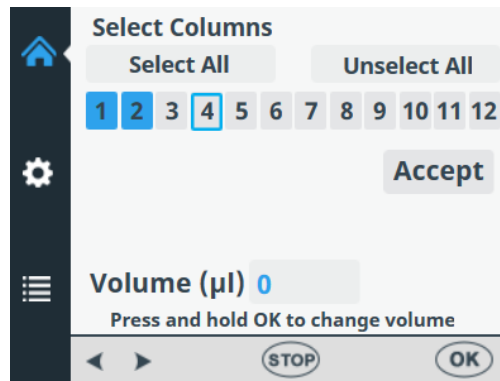 Select Columns
Select All Unselect All
1 2 3 4 5 6 7 8 9 10 11 12
Accept
Volume (µl) 0
Press and hold OK to change volume
STOP OK